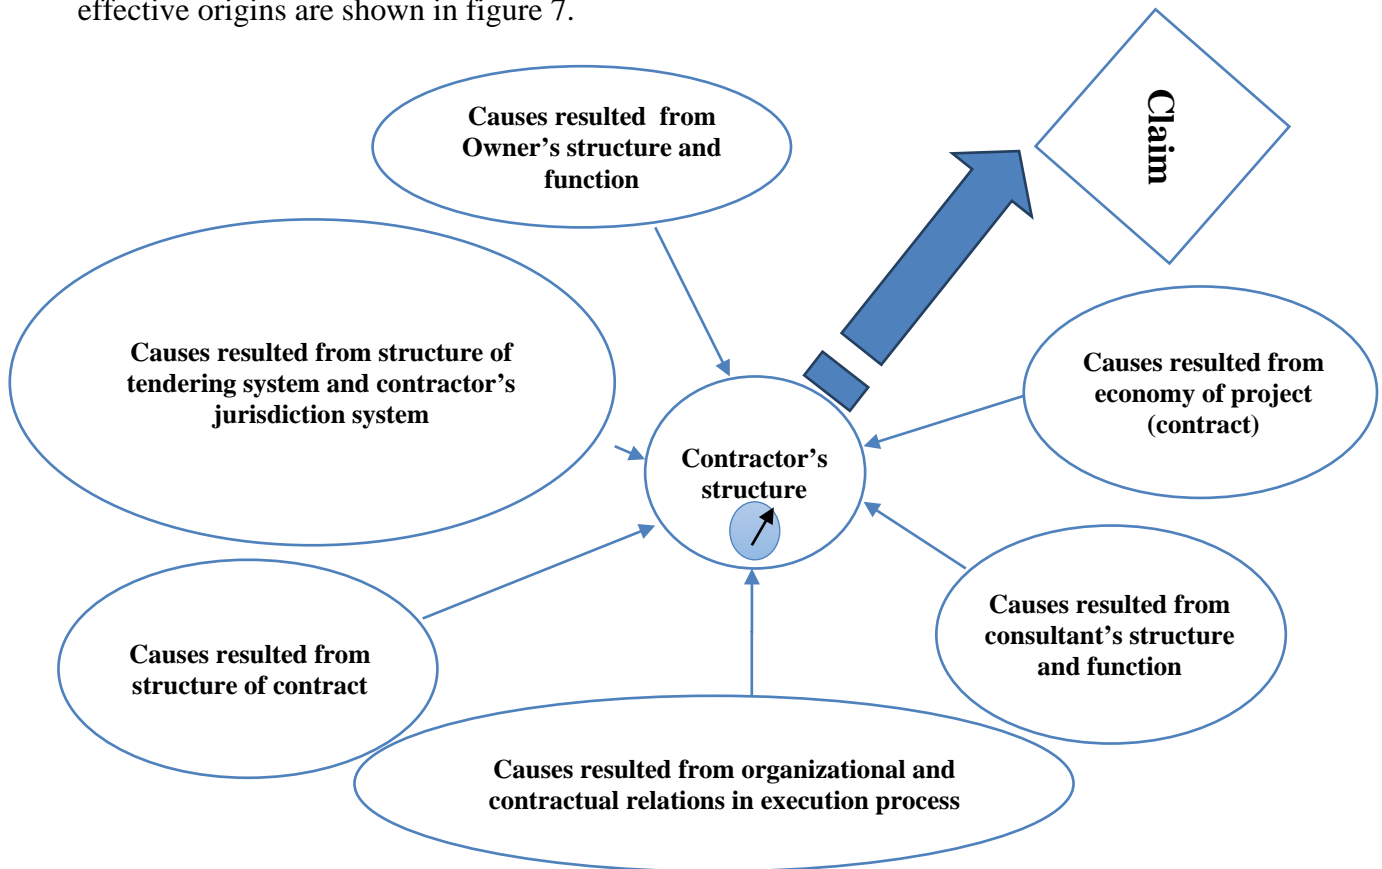 effective origins are shown in figure 7.
Claim
Causes resulted from
Owner’s structure and
function
Causes resulted from structure of
tendering system and contractor’s
jurisdiction system
Causes resulted from
economy of project
(contract)
Contractor’s
structure
Causes resulted from
consultant’s structure
and function
Causes resulted from
structure of contract
Causes resulted from organizational and
contractual relations in execution process